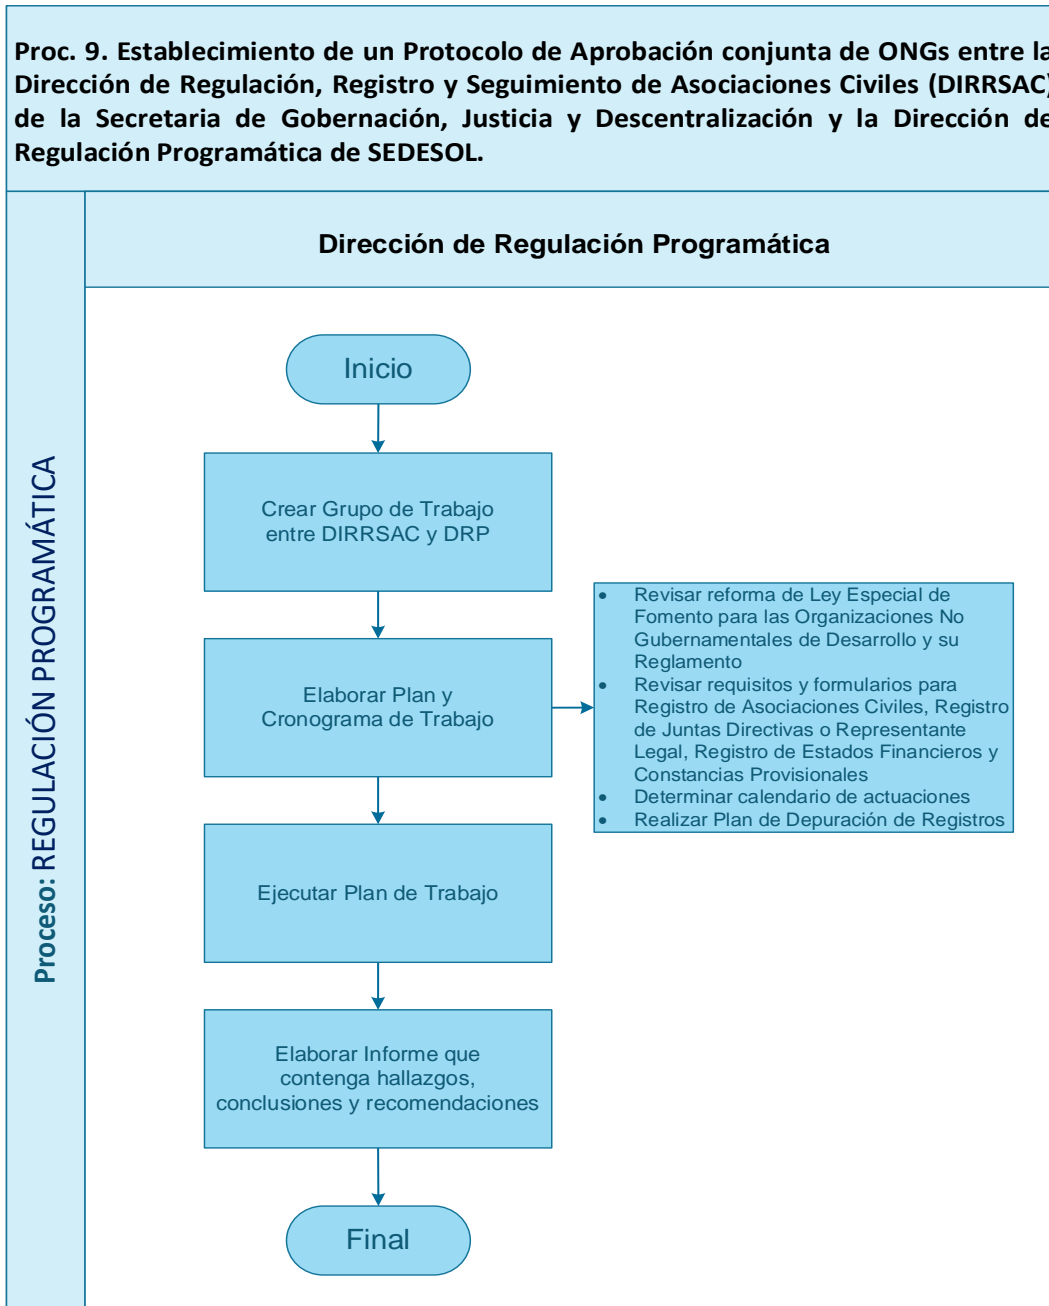 Proc. 9. Establecimiento de un Protocolo de Aprobación conjunta de ONGs entre la
Dirección de Regulación, Registro y Seguimiento de Asociaciones Civiles (DIRRSAC)
de la Secretaria de Gobernación, Justicia y Descentralización y la Dirección de
Regulación Programática de SEDESOL.
Proceso: REGULACIÓN PROGRAMÁTICA
Dirección de Regulación Programática
Inicio
Crear Grupo de Trabajo
entre DIRRSAC y DRP
Elaborar Plan y
Cronograma de Trabajo
• Revisar reforma de Ley Especial de
Fomento para las Organizaciones No
Gubernamentales de Desarrollo y su
Reglamento
• Revisar requisitos y formularios para
Registro de Asociaciones Civiles, Registro
de Juntas Directivas o Representante
Legal, Registro de Estados Financieros y
Constancias Provisionales
• Determinar calendario de actuaciones
• Realizar Plan de Depuración de Registros
Ejecutar Plan de Trabajo
Elaborar Informe que
contenga hallazgos,
conclusiones y recomendaciones
Final